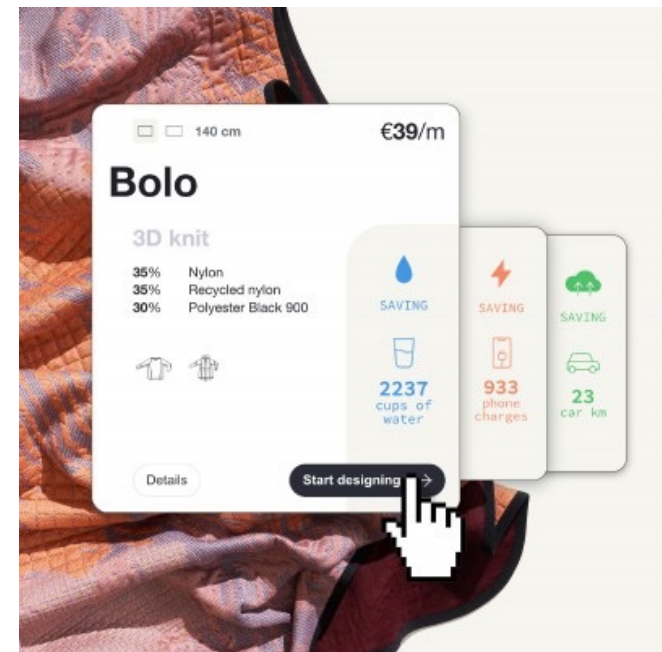 140 cm
€39/m
Bolo
3D knit
35% Nylon
35% Recycled nylon
30% Polyester Black 900
Details
Start designing
SAVING
2237
cups of
water
SAVING
933
phone
charges
SAVING
23
car km